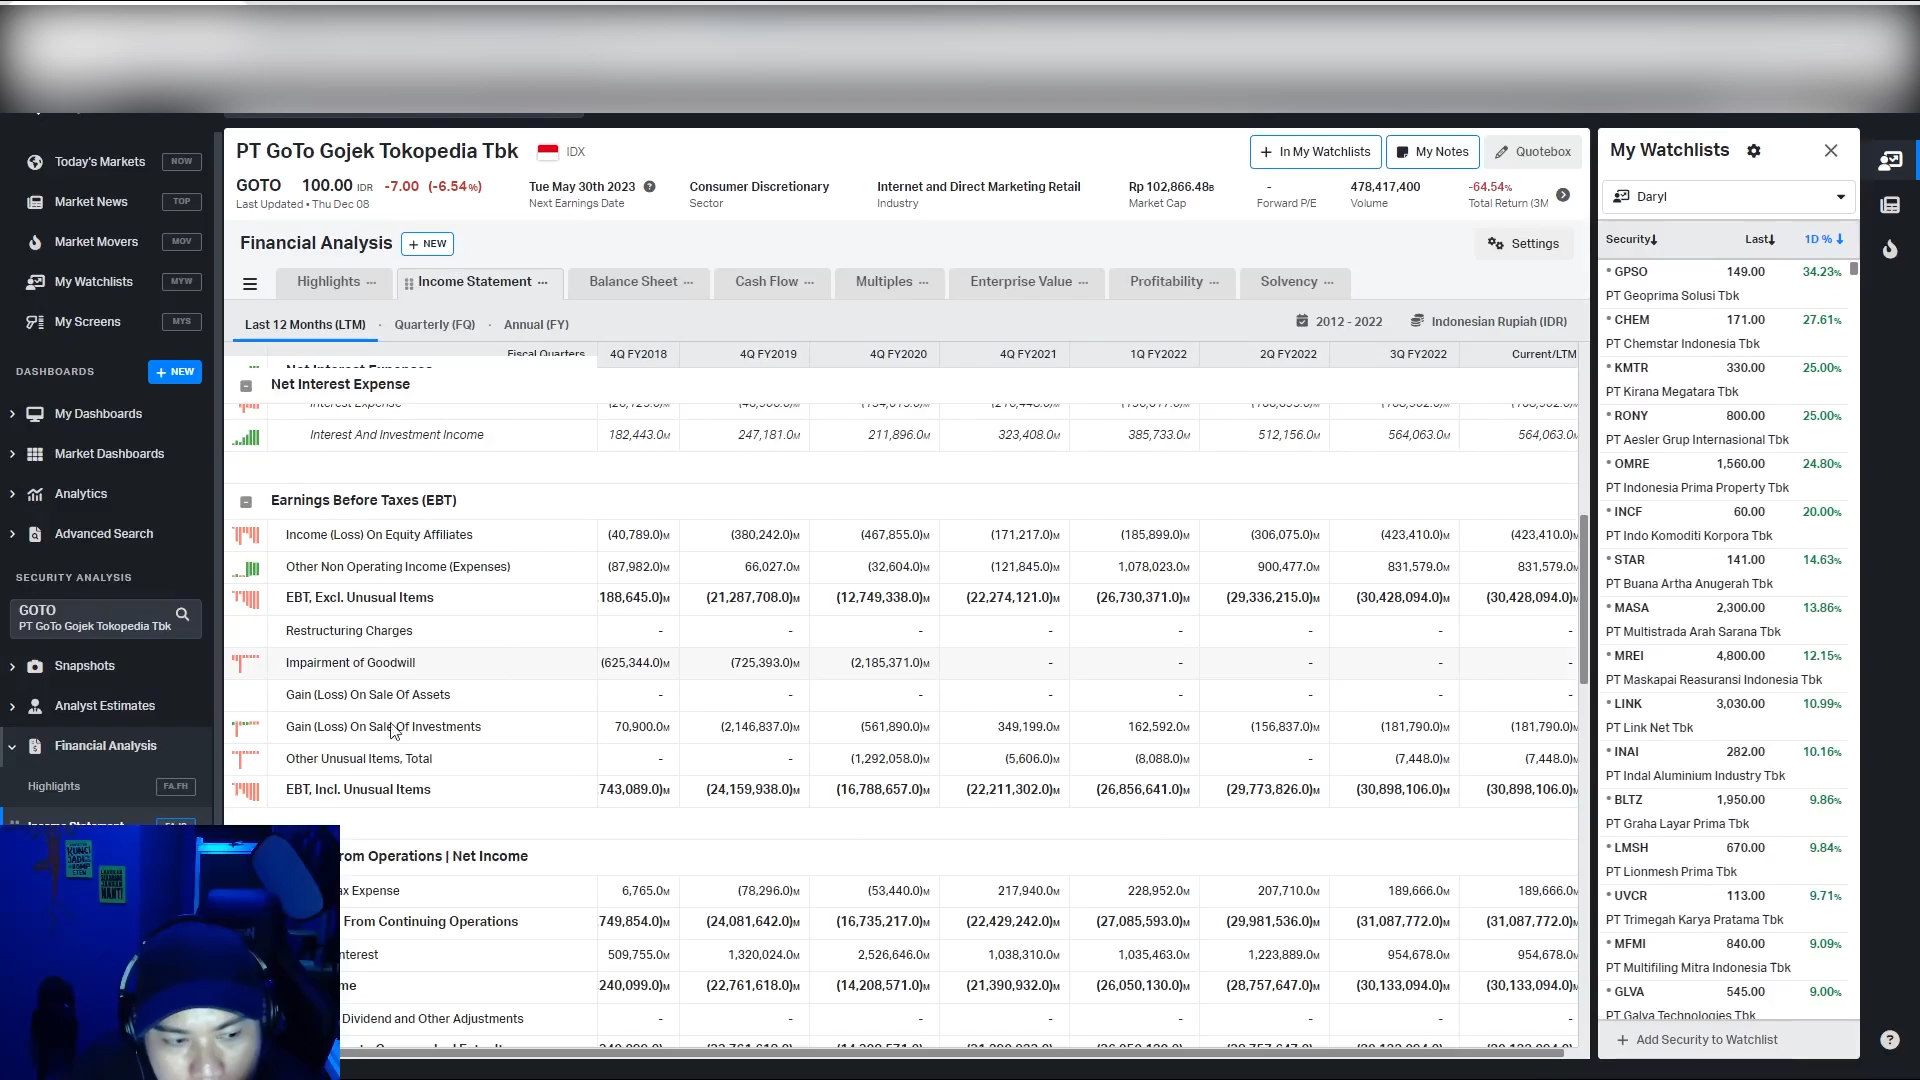 PT GoTo Gojek Tokopedia Tbk IDX
+ In My Watchlists My Notes Quotebox
GOTO 100.00 IDR -7.00 (-6.54%)
Last Updated • Thu Dec 08
Tue May 30th 2023
Next Earnings Date
Consumer Discretionary
Sector
Internet and Direct Marketing Retail
Industry
Rp 102,866.48B
Market Cap
-
Forward P/E
478,417,400
Volume
-64.54%
Total Return (3M
Financial Analysis + NEW Settings
Highlights ... Income Statement ... Balance Sheet ... Cash Flow ... Multiples ... Enterprise Value ... Profitability ... Solvency ...
Last 12 Months (LTM) · Quarterly (FQ) · Annual (FY) 2012 - 2022 Indonesian Rupiah (IDR)
Fiscal Quarters 4Q FY2018 4Q FY2019 4Q FY2020 4Q FY2021 1Q FY2022 2Q FY2022 3Q FY2022 Current/LTM
Net Interest Expense
Interest Expense
Interest And Investment Income 182,443.0M 247,181.0M 211,896.0M 323,408.0M 385,733.0M 512,156.0M 564,063.0M 564,063.0M
Earnings Before Taxes (EBT)
Income (Loss) On Equity Affiliates (40,789.0)M (380,242.0)M (467,855.0)M (171,217.0)M (185,899.0)M (306,075.0)M (423,410.0)M (423,410.0)M
Other Non Operating Income (Expenses) (87,982.0)M 66,027.0M (32,604.0)M (121,845.0)M 1,078,023.0M 900,477.0M 831,579.0M 831,579.0M
EBT, Excl. Unusual Items 188,645.0)M (21,287,708.0)M (12,749,338.0)M (22,274,121.0)M (26,730,371.0)M (29,336,215.0)M (30,428,094.0)M (30,428,094.0)M
Restructuring Charges - - - - - - - -
Impairment of Goodwill (625,344.0)M (725,393.0)M (2,185,371.0)M - - - - -
Gain (Loss) On Sale Of Assets - - - - - - - -
Gain (Loss) On Sale Of Investments 70,900.0M (2,146,837.0)M (561,890.0)M 349,199.0M 162,592.0M (156,837.0)M (181,790.0)M (181,790.0)M
Other Unusual Items, Total - - (1,292,058.0)M (5,606.0)M (8,088.0)M - (7,448.0)M (7,448.0)M
EBT, Incl. Unusual Items 743,089.0)M (24,159,938.0)M (16,788,657.0)M (22,211,302.0)M (26,856,641.0)M (29,773,826.0)M (30,898,106.0)M (30,898,106.0)M
rom Operations | Net Income
ax Expense 6,765.0M (78,296.0)M (53,440.0)M 217,940.0M 228,952.0M 207,710.0M 189,666.0M 189,666.0M
From Continuing Operations 749,854.0)M (24,081,642.0)M (16,735,217.0)M (22,429,242.0)M (27,085,593.0)M (29,981,536.0)M (31,087,772.0)M (31,087,772.0)M
nterest 509,755.0M 1,320,024.0M 2,526,646.0M 1,038,310.0M 1,035,463.0M 1,223,889.0M 954,678.0M 954,678.0M
me 240,099.0)M (22,761,618.0)M (14,208,571.0)M (21,390,932.0)M (26,050,130.0)M (28,757,647.0)M (30,133,094.0)M (30,133,094.0)M
Dividend and Other Adjustments - - - - - - - -
Today's Markets NOW
Market News TOP
Market Movers MOV
My Watchlists MYW
My Screens MYS
DASHBOARDS + NEW
My Dashboards
Market Dashboards
Analytics
Advanced Search
SECURITY ANALYSIS
GOTO
PT GoTo Gojek Tokopedia Tbk
Snapshots
Analyst Estimates
Financial Analysis
Highlights FA.FH
Income Statement
My Watchlists
Daryl
Security Last 1D %
GPSO 149.00 34.23%
PT Geoprima Solusi Tbk
CHEM 171.00 27.61%
PT Chemstar Indonesia Tbk
KMTR 330.00 25.00%
PT Kirana Megatara Tbk
RONY 800.00 25.00%
PT Aesler Grup Internasional Tbk
OMRE 1,560.00 24.80%
PT Indonesia Prima Property Tbk
INCF 60.00 20.00%
PT Indo Komoditi Korpora Tbk
STAR 141.00 14.63%
PT Buana Artha Anugerah Tbk
MASA 2,300.00 13.86%
PT Multistrada Arah Sarana Tbk
MREI 4,800.00 12.15%
PT Maskapai Reasuransi Indonesia Tbk
LINK 3,030.00 10.99%
PT Link Net Tbk
INAI 282.00 10.16%
PT Indal Aluminium Industry Tbk
BLTZ 1,950.00 9.86%
PT Graha Layar Prima Tbk
LMSH 670.00 9.84%
PT Lionmesh Prima Tbk
UVCR 113.00 9.71%
PT Trimegah Karya Pratama Tbk
MFMI 840.00 9.09%
PT Multifiling Mitra Indonesia Tbk
GLVA 545.00 9.00%
PT Galva Technologies Tbk
+ Add Security to Watchlist